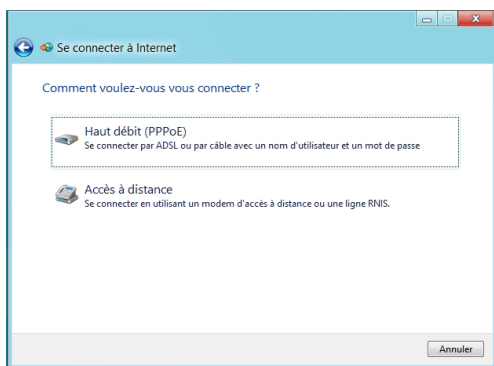 Se connecter à Internet
Comment voulez-vous vous connecter ?
Haut débit (PPPoE)
Se connecter par ADSL ou par câble avec un nom d'utilisateur et un mot de passe
Accès à distance
Se connecter en utilisant un modem d'accès à distance ou une ligne RNIS.
Annuler